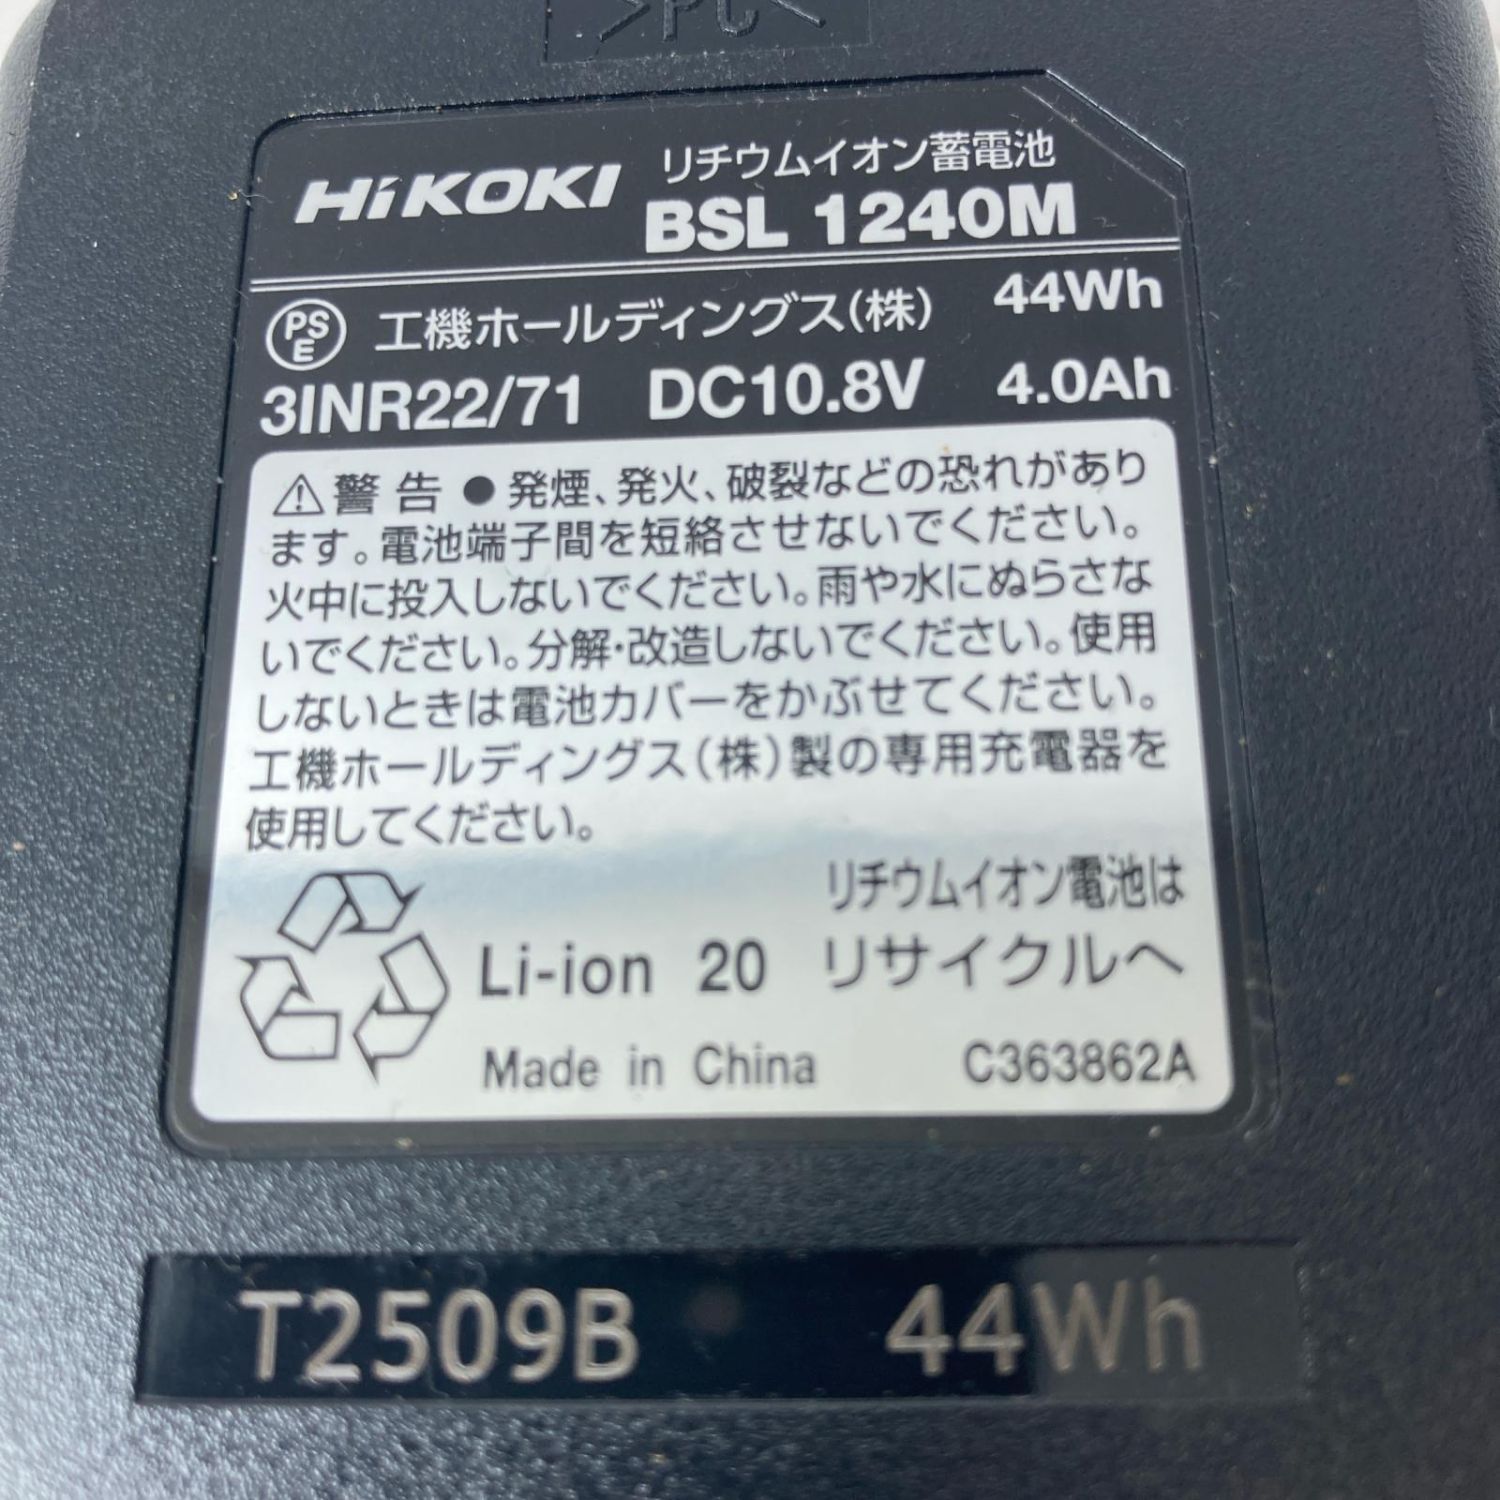 >PC<
HiKOKI リチウムイオン蓄電池
BSL 1240M
PSE 工機ホールディングス(株) 44Wh
3INR22/71 DC10.8V 4.0Ah
⚠警告 ●発煙、発火、破裂などの恐れがあり
ます。電池端子間を短絡させないでください。
火中に投入しないでください。雨や水にぬらさな
いでください。分解・改造しないでください。使用
しないときは電池カバーをかぶせてください。
工機ホールディングス(株)製の専用充電器を
使用してください。
リチウムイオン電池は
Li-ion 20 リサイクルへ
Made in China C363862A
T2509B 44Wh